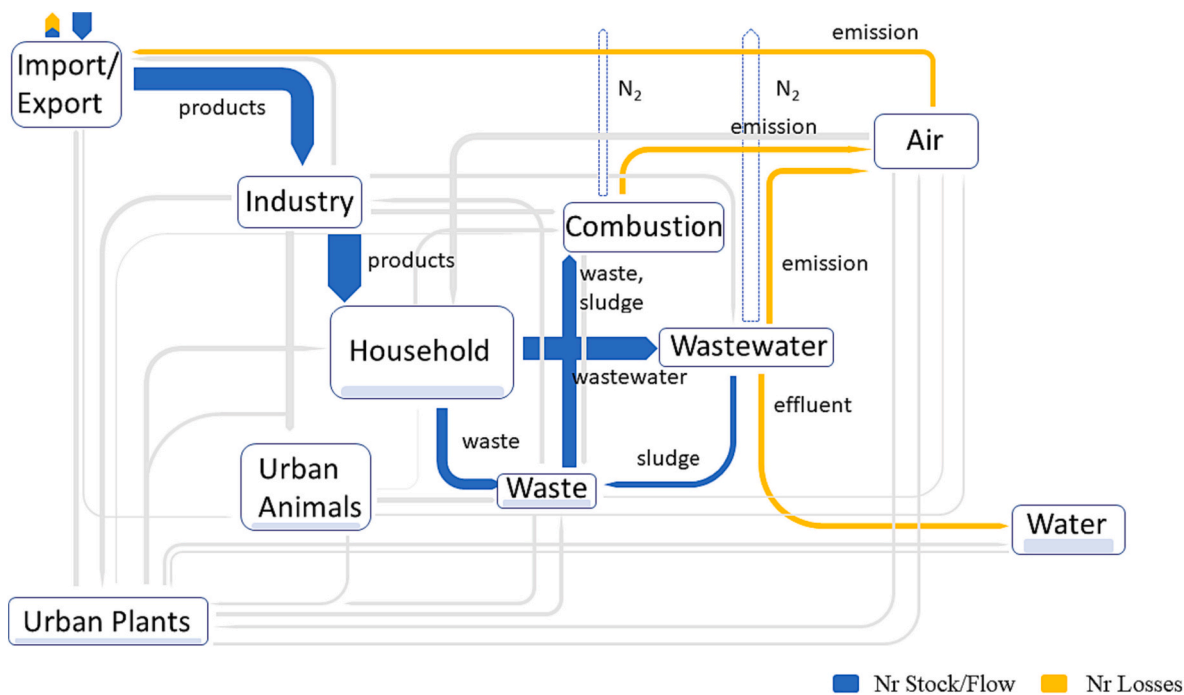 emission
Import/
Export
products
N₂
N₂
emission
Air
Industry
Combustion
products
waste,
sludge
emission
Household
Wastewater
wastewater
effluent
waste
sludge
Urban
Animals
Waste
Water
Urban Plants
Nr Stock/Flow
Nr Losses